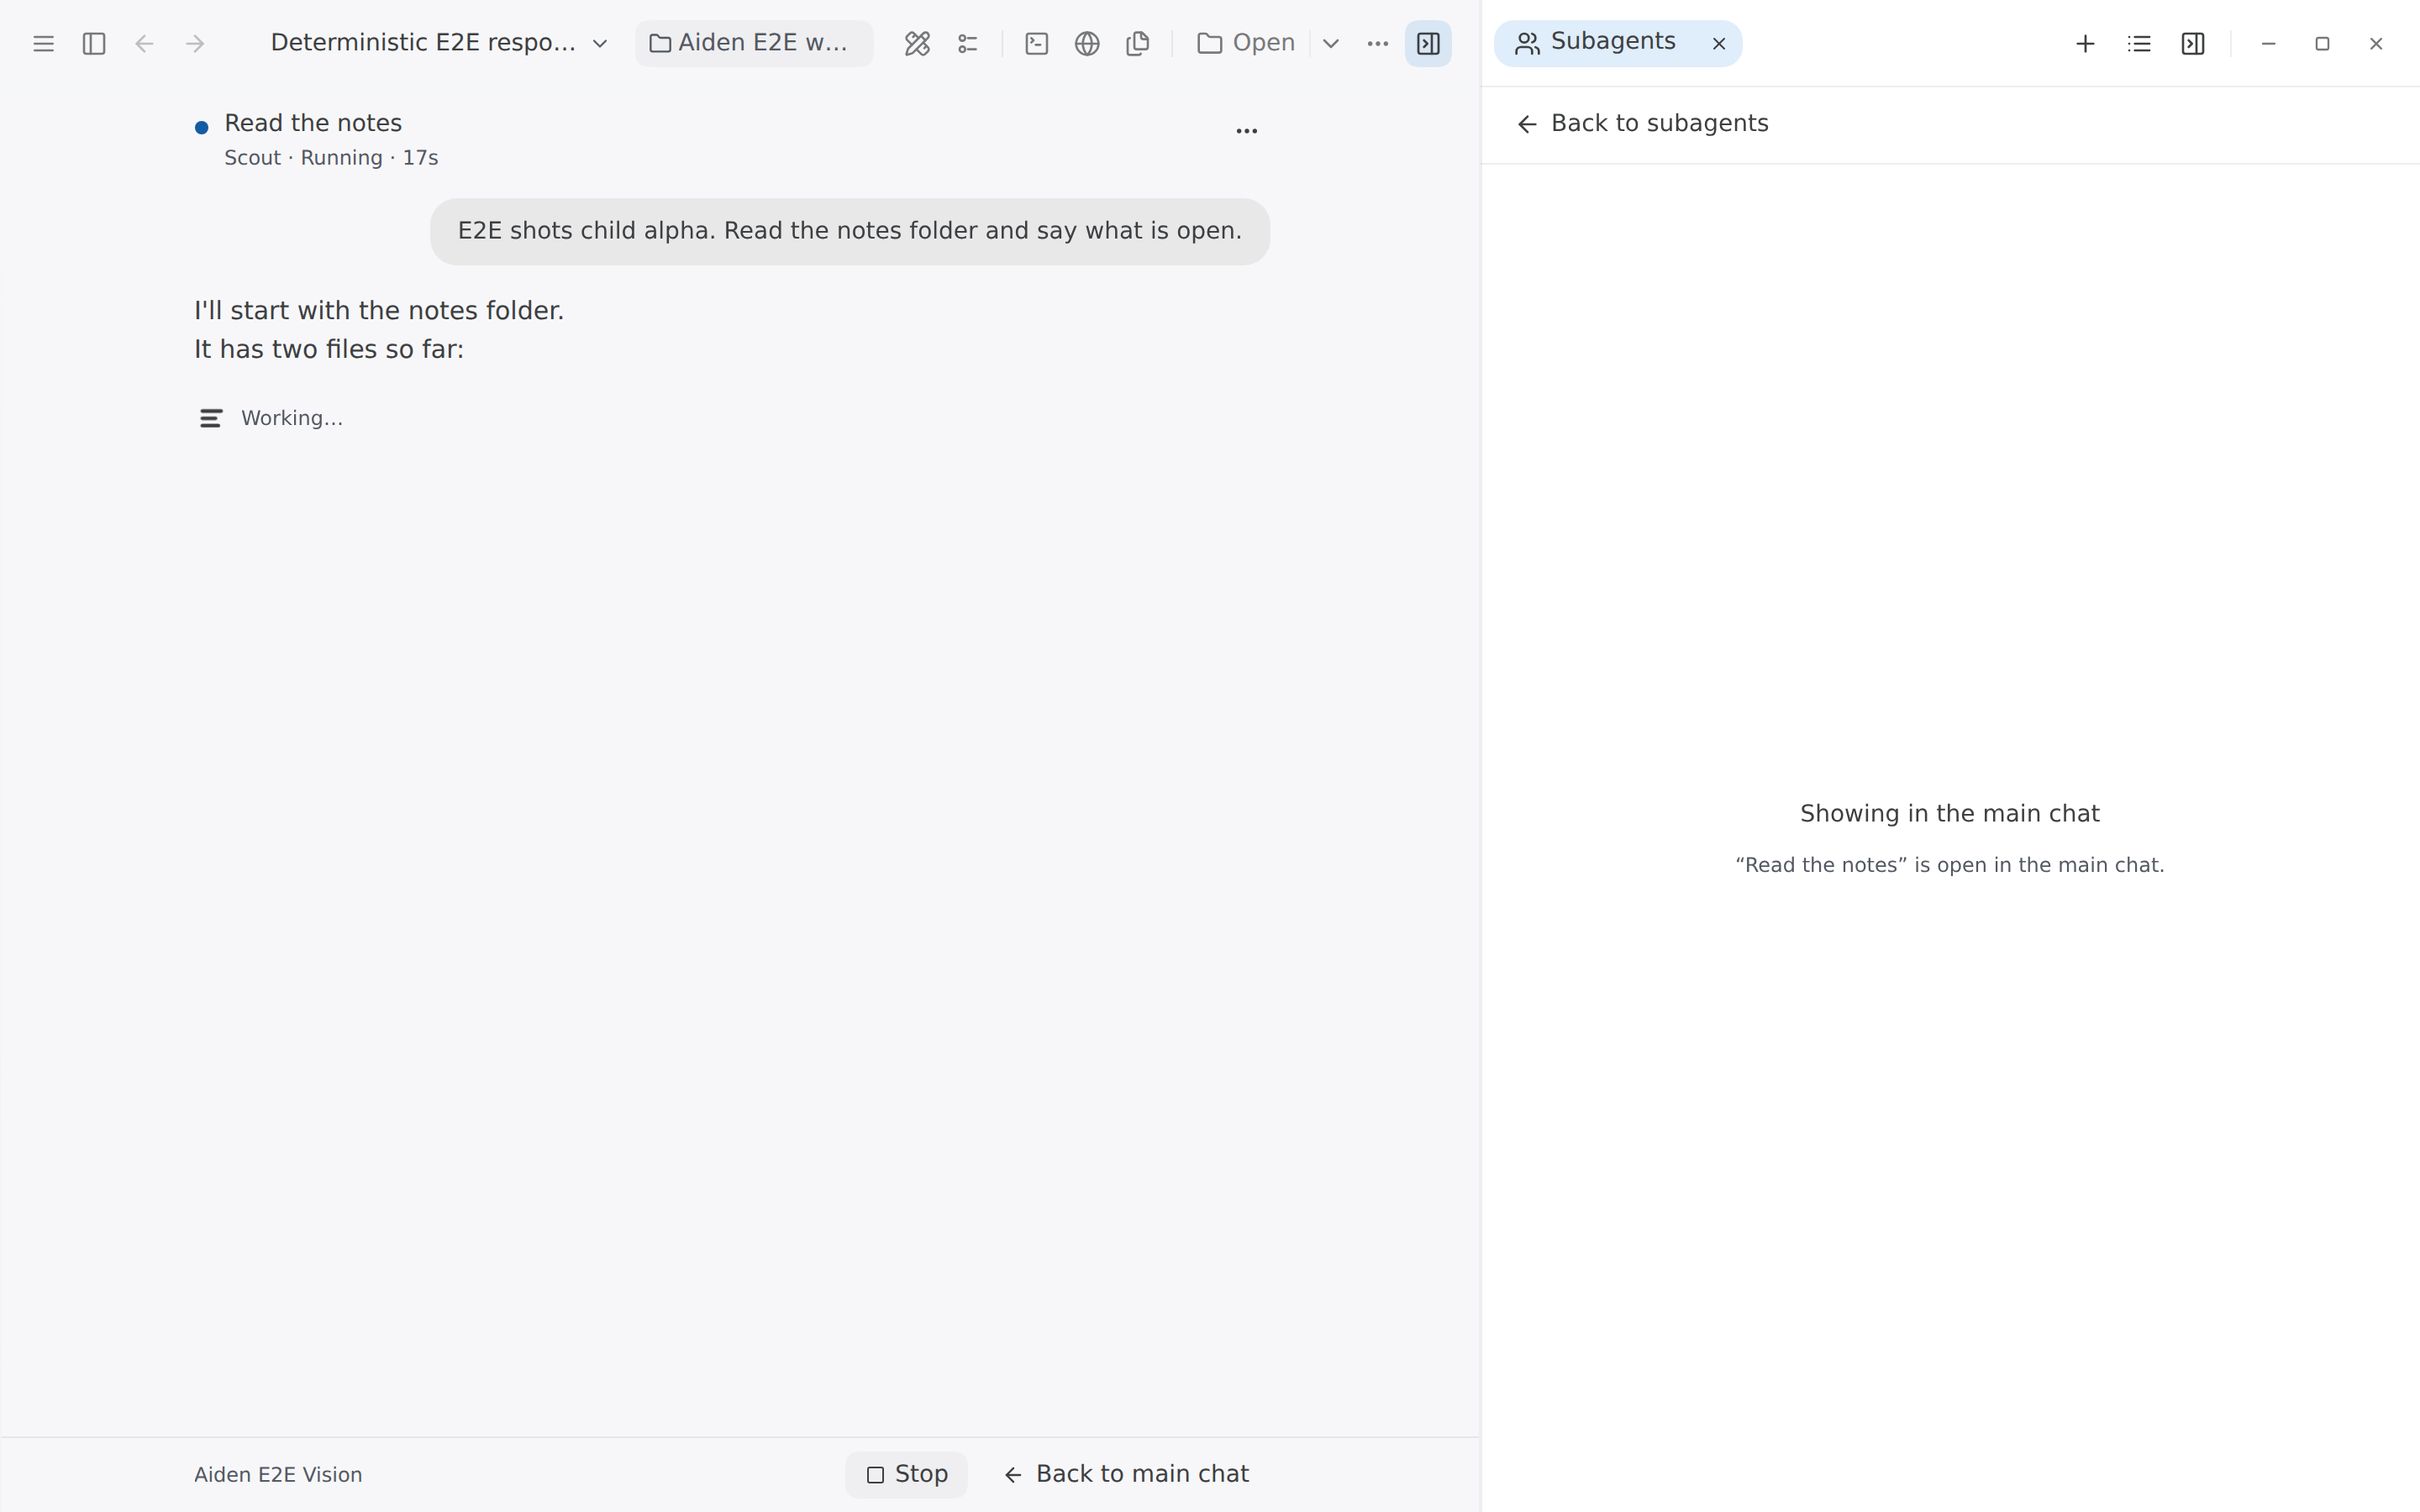 Deterministic E2E respo...
Aiden E2E w...
Open
Subagents
Read the notes
Scout · Running · 17s
Back to subagents
E2E shots child alpha. Read the notes folder and say what is open.
I'll start with the notes folder.
It has two files so far:
Working...
Showing in the main chat
“Read the notes” is open in the main chat.
Aiden E2E Vision
Stop
Back to main chat